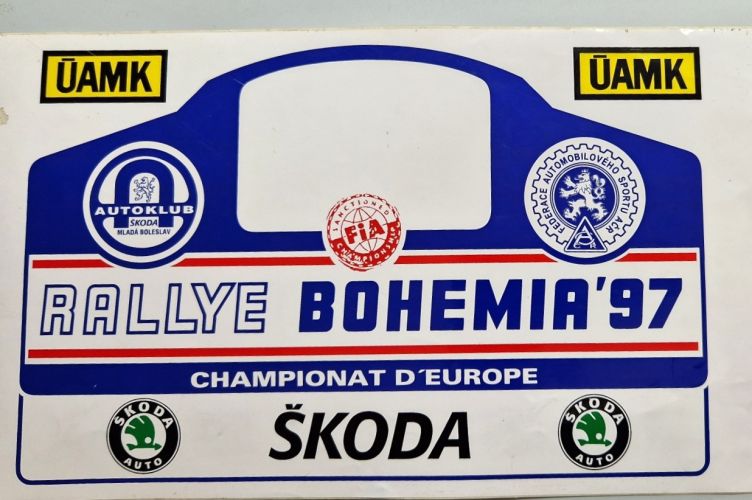 ÚAMK
ÚAMK
AUTOKLUB
ŠKODA
MLADÁ BOLESLAV
SANCTIONED
FiA
CHAMPIONSHIP
FEDERACE AUTOMOBILOVÉHO SPORTU AČR
RALLYE BOHEMIA'97
CHAMPIONAT D´EUROPE
ŠKODA
AUTO
ŠKODA
ŠKODA
AUTO